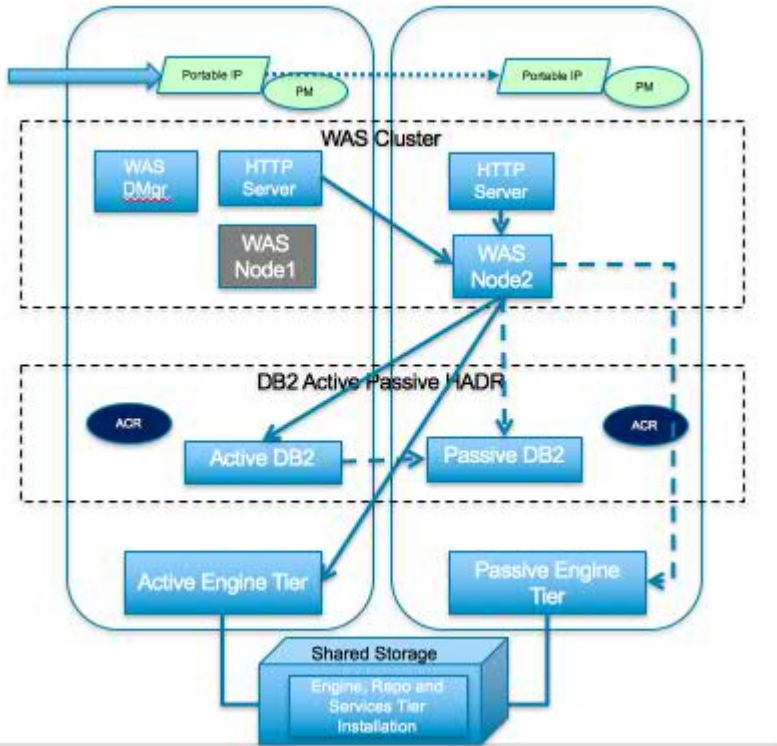 Portable IP
PM
Portable IP
PM
WAS Cluster
WAS
DMgr
HTTP
Server
HTTP
Server
WAS
Node1
WAS
Node2
DB2 Active Passive HADR
ACR
ACR
Active DB2
Passive DB2
Active Engine Tier
Passive Engine
Tier
Shared Storage
Engine, Repo and
Services Tier
Installation